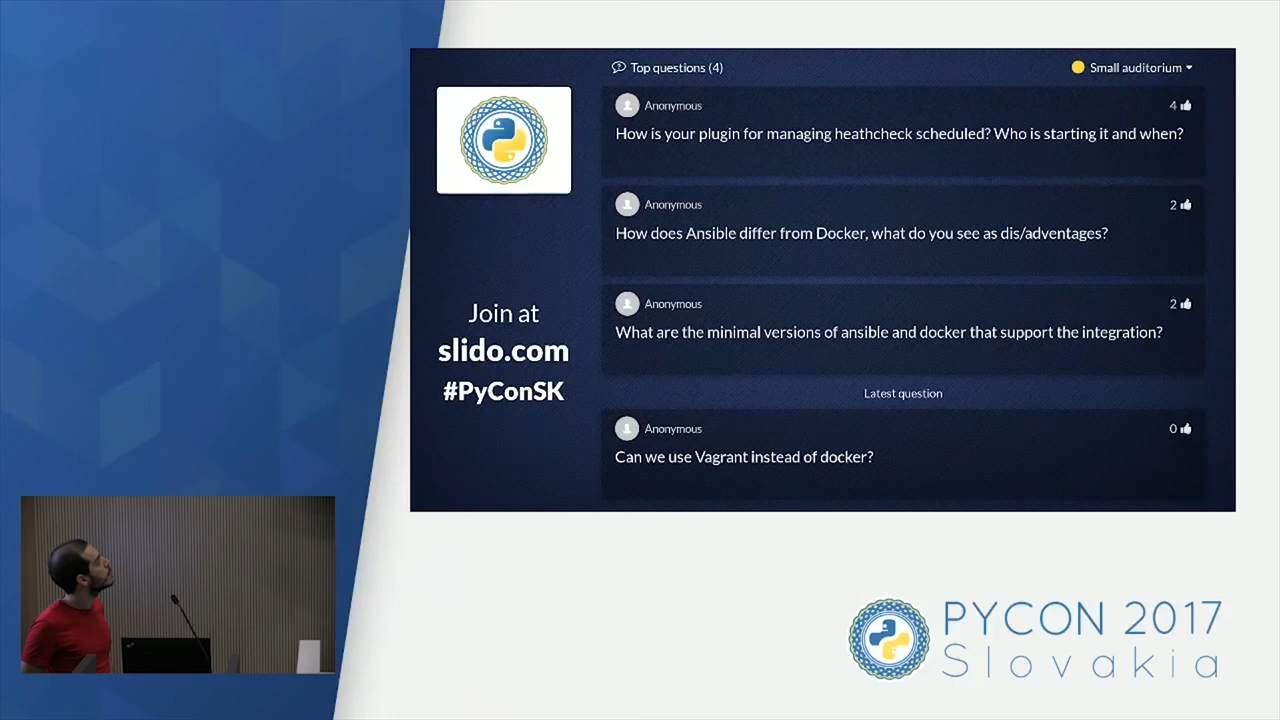 Top questions (4)
Small auditorium
Anonymous
4
How is your plugin for managing heathcheck scheduled? Who is starting it and when?
Anonymous
2
How does Ansible differ from Docker, what do you see as dis/adventages?
Anonymous
2
What are the minimal versions of ansible and docker that support the integration?
Latest question
Anonymous
0
Can we use Vagrant instead of docker?
Join at
slido.com
#PyConSK
PYCON 2017
Slovakia